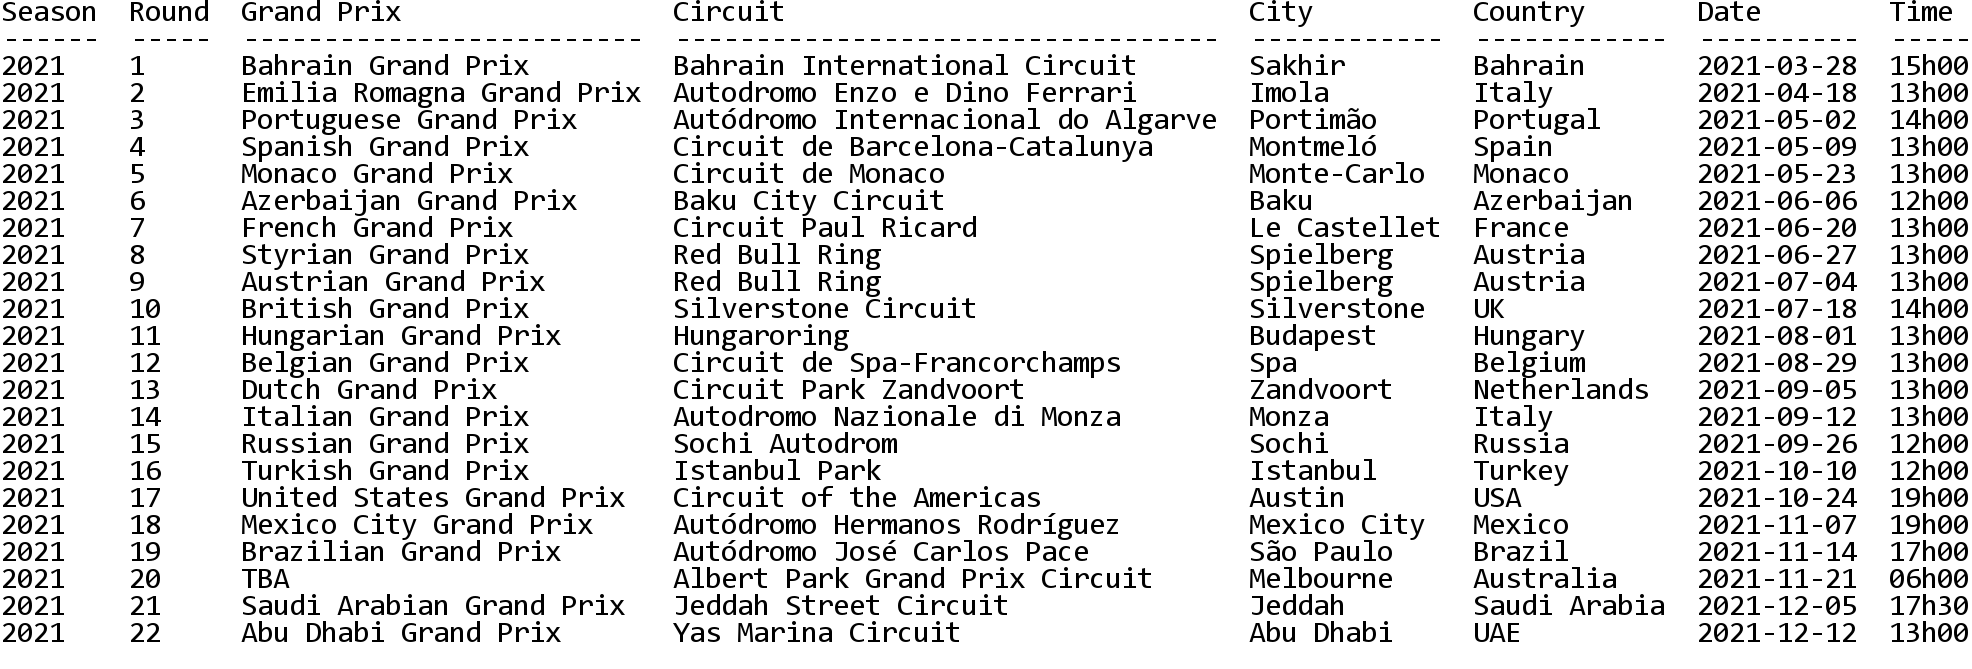 Season  Round  Grand Prix                 Circuit                             City          Country       Date        Time
------  -----  -------------------------  ----------------------------------  ------------  ------------  ----------  -----
2021    1      Bahrain Grand Prix         Bahrain International Circuit       Sakhir        Bahrain       2021-03-28  15h00
2021    2      Emilia Romagna Grand Prix  Autodromo Enzo e Dino Ferrari       Imola         Italy         2021-04-18  13h00
2021    3      Portuguese Grand Prix      Autódromo Internacional do Algarve  Portimão      Portugal      2021-05-02  14h00
2021    4      Spanish Grand Prix         Circuit de Barcelona-Catalunya      Montmeló      Spain         2021-05-09  13h00
2021    5      Monaco Grand Prix          Circuit de Monaco                   Monte-Carlo   Monaco        2021-05-23  13h00
2021    6      Azerbaijan Grand Prix      Baku City Circuit                   Baku          Azerbaijan    2021-06-06  12h00
2021    7      French Grand Prix          Circuit Paul Ricard                 Le Castellet  France        2021-06-20  13h00
2021    8      Styrian Grand Prix         Red Bull Ring                       Spielberg     Austria       2021-06-27  13h00
2021    9      Austrian Grand Prix        Red Bull Ring                       Spielberg     Austria       2021-07-04  13h00
2021    10     British Grand Prix         Silverstone Circuit                 Silverstone   UK            2021-07-18  14h00
2021    11     Hungarian Grand Prix       Hungaroring                         Budapest      Hungary       2021-08-01  13h00
2021    12     Belgian Grand Prix         Circuit de Spa-Francorchamps        Spa           Belgium       2021-08-29  13h00
2021    13     Dutch Grand Prix           Circuit Park Zandvoort              Zandvoort     Netherlands   2021-09-05  13h00
2021    14     Italian Grand Prix         Autodromo Nazionale di Monza        Monza         Italy         2021-09-12  13h00
2021    15     Russian Grand Prix         Sochi Autodrom                      Sochi         Russia        2021-09-26  12h00
2021    16     Turkish Grand Prix         Istanbul Park                       Istanbul      Turkey        2021-10-10  12h00
2021    17     United States Grand Prix   Circuit of the Americas             Austin        USA           2021-10-24  19h00
2021    18     Mexico City Grand Prix     Autódromo Hermanos Rodríguez        Mexico City   Mexico        2021-11-07  19h00
2021    19     Brazilian Grand Prix       Autódromo José Carlos Pace          São Paulo     Brazil        2021-11-14  17h00
2021    20     TBA                        Albert Park Grand Prix Circuit      Melbourne     Australia     2021-11-21  06h00
2021    21     Saudi Arabian Grand Prix   Jeddah Street Circuit               Jeddah        Saudi Arabia  2021-12-05  17h30
2021    22     Abu Dhabi Grand Prix       Yas Marina Circuit                  Abu Dhabi     UAE           2021-12-12  13h00